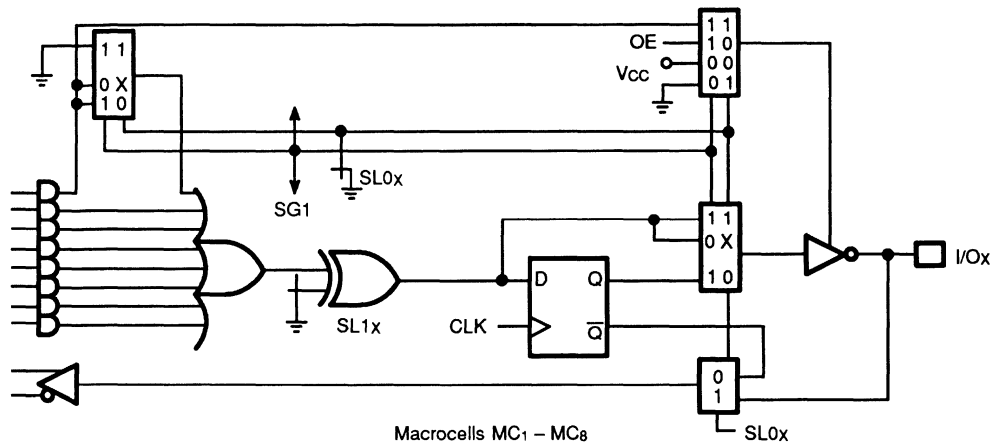 1 1
0 X
1 0
OE
VCC
1 1
1 0
0 0
0 1
SL0x
SG1
SL1x
D Q
CLK
Q̅
1 1
0 X
1 0
I/Ox
0
1
SL0x
Macrocells MC1 – MC8